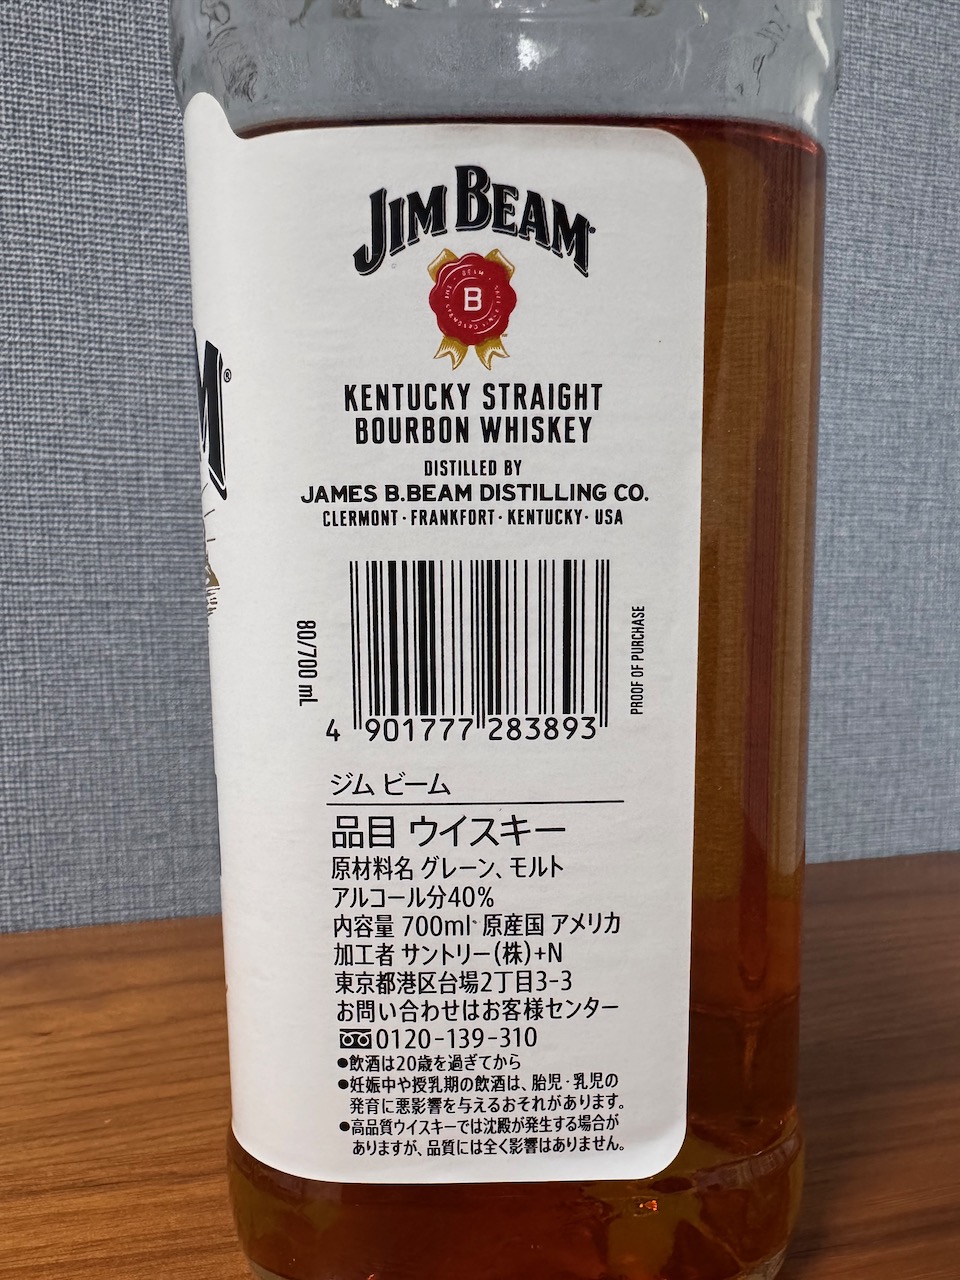 JIM BEAM
B
KENTUCKY STRAIGHT
BOURBON WHISKEY
DISTILLED BY
JAMES B.BEAM DISTILLING CO.
CLERMONT・FRANKFORT・KENTUCKY・USA
80/700 mL
PROOF OF PURCHASE
4 901777 283893
ジム ビーム
品目 ウイスキー
原材料名 グレーン、モルト
アルコール分40%
内容量 700ml 原産国 アメリカ
加工者 サントリー(株)+N
東京都港区台場2丁目3-3
お問い合わせはお客様センター
0120-139-310
●飲酒は20歳を過ぎてから
●妊娠中や授乳期の飲酒は、胎児・乳児の
発育に悪影響を与えるおそれがあります。
●高品質ウイスキーでは沈殿が発生する場合が
ありますが、品質には全く影響はありません。
M®